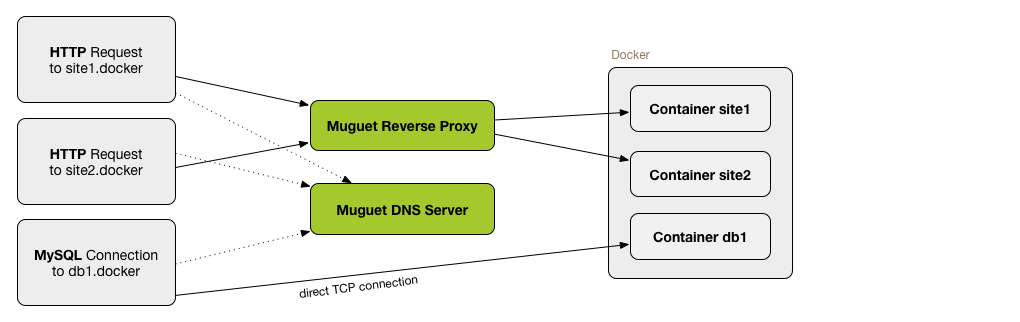 HTTP Request
to site1.docker
HTTP Request
to site2.docker
MySQL Connection
to db1.docker
Muguet Reverse Proxy
Muguet DNS Server
direct TCP connection
Docker
Container site1
Container site2
Container db1